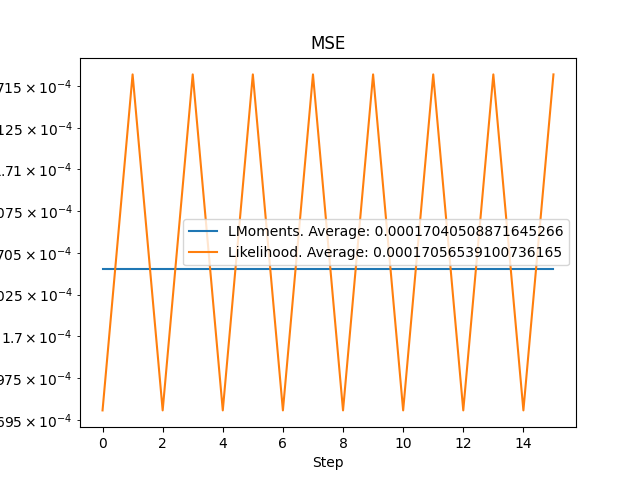 MSE
715 × 10⁻⁴
125 × 10⁻⁴
1.71 × 10⁻⁴
075 × 10⁻⁴
705 × 10⁻⁴
025 × 10⁻⁴
1.7 × 10⁻⁴
975 × 10⁻⁴
695 × 10⁻⁴
LMoments. Average: 0.00017040508871645266
Likelihood. Average: 0.00017056539100736165
0 2 4 6 8 10 12 14
Step